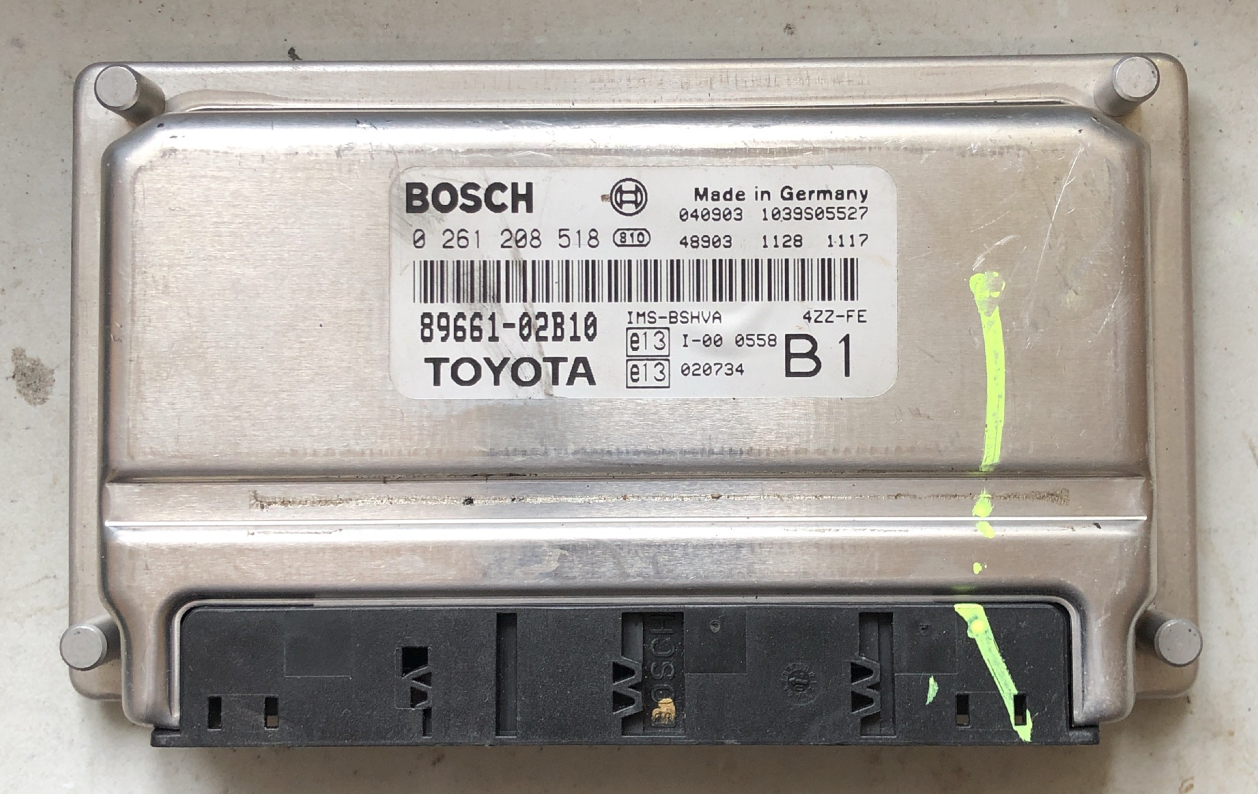 BOSCH Made in Germany
040903 1039S05527
0 261 208 518 810 48903 1128 1117
89661-02B10 IMS-BSHVA 4ZZ-FE
e13 I-00 0558 B1
TOYOTA e13 020734
BOSCH